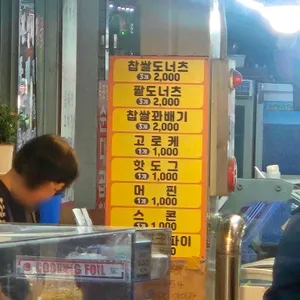 찹쌀도너츠
3개 2,000
팥도너츠
3개 2,000
찹쌀꽈배기
3개 2,000
고로케
1개 1,000
핫도그
1개 1,000
머핀
1개 1,000
스콘
1,000
파이
COOKING FOIL